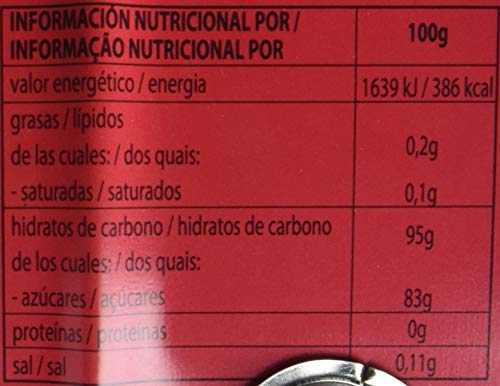 INFORMACIÓN NUTRICIONAL POR /
INFORMAÇÃO NUTRICIONAL POR 100g
valor energético / energia 1639 kJ / 386 kcal
grasas / lípidos
de las cuales: / dos quais: 0,2g
- saturadas / saturados 0,1g
hidratos de carbono / hidratos de carbono 95g
de los cuales: / dos quais:
- azúcares / açúcares 83g
proteínas / proteínas 0g
sal / sal 0,11g